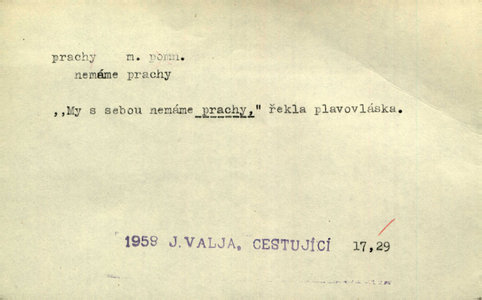 prachy m. pomn.
nemáme prachy
,,My s sebou nemáme prachy," řekla plavovláska.
1958 J. VALJA, CESTUJÍCÍ 17,29